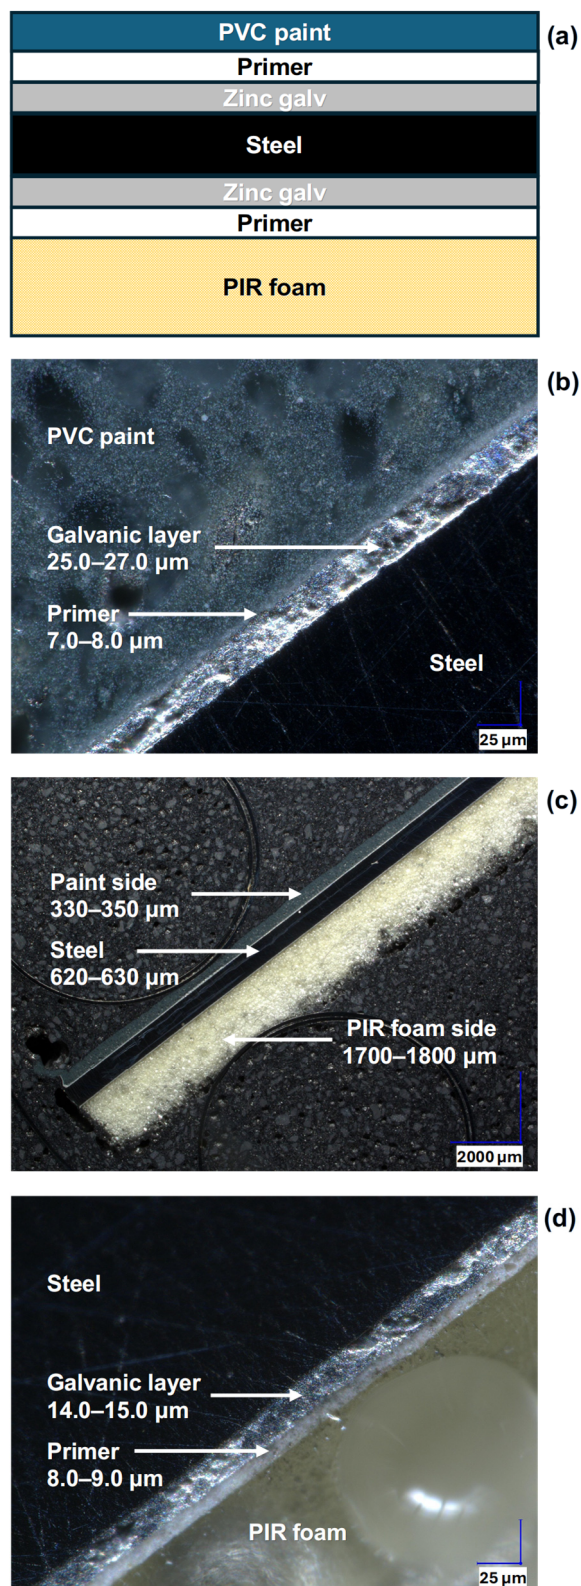 PVC paint
(a)
Primer
Zinc galv
Steel
Zinc galv
Primer
PIR foam
(b)
PVC paint
Galvanic layer
25.0–27.0 µm
Primer
7.0–8.0 µm
Steel
25 µm
(c)
Paint side
330–350 µm
Steel
620–630 µm
PIR foam side
1700–1800 µm
2000 µm
(d)
Steel
Galvanic layer
14.0–15.0 µm
Primer
8.0–9.0 µm
PIR foam
25 µm